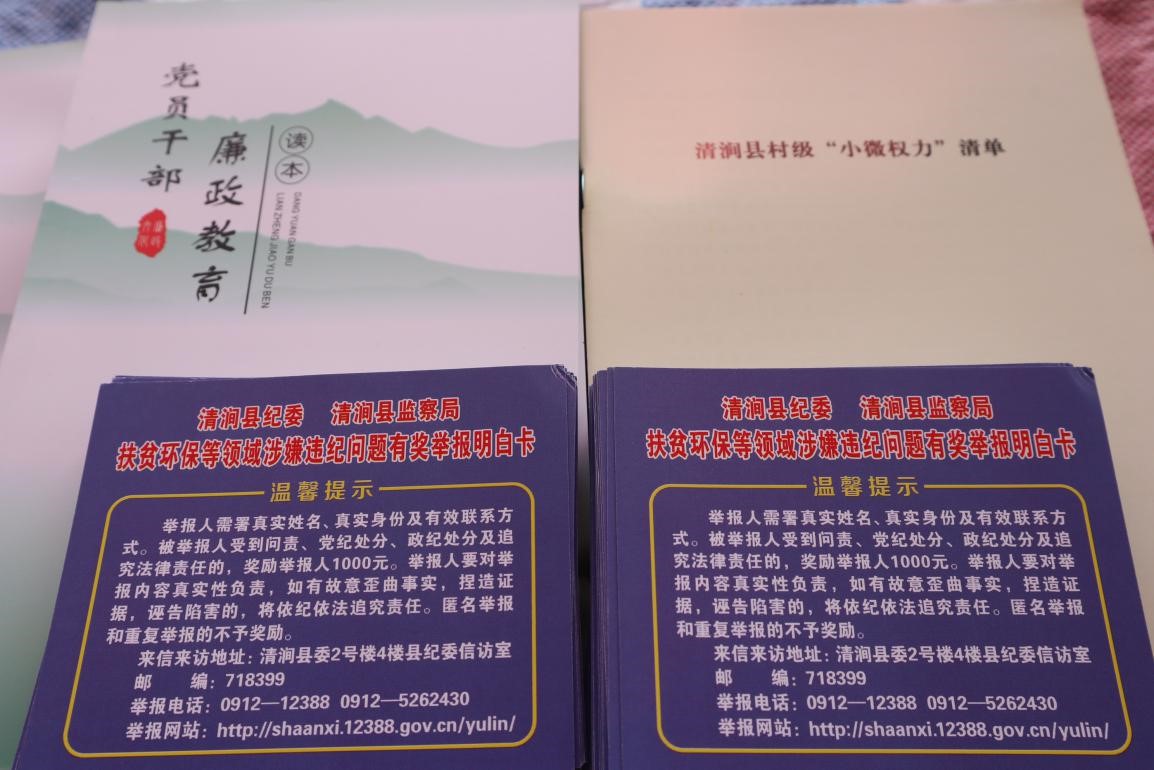 党员干部
廉政教育
读本
DANG YUAN GAN BU
LIAN ZHENG JIAO YU DU BEN
清涧县村级“小微权力”清单
清涧县纪委 清涧县监察局
扶贫环保等领域涉嫌违纪问题有奖举报明白卡
温馨提示
举报人需署真实姓名、真实身份及有效联系方
式。被举报人受到问责、党纪处分、政纪处分及追
究法律责任的，奖励举报人1000元。举报人要对举
报内容真实性负责，如有故意歪曲事实，捏造证
据，诬告陷害的，将依纪依法追究责任。匿名举报
和重复举报的不予奖励。
来信来访地址：清涧县委2号楼4楼县纪委信访室
邮 编：718399
举报电话：0912—12388 0912—5262430
举报网站：http://shaanxi.12388.gov.cn/yulin/
清涧县纪委 清涧县监察局
扶贫环保等领域涉嫌违纪问题有奖举报明白卡
温馨提示
举报人需署真实姓名、真实身份及有效联系方
式。被举报人受到问责、党纪处分、政纪处分及追
究法律责任的，奖励举报人1000元。举报人要对举
报内容真实性负责，如有故意歪曲事实，捏造证
据，诬告陷害的，将依纪依法追究责任。匿名举报
和重复举报的不予奖励。
来信来访地址：清涧县委2号楼4楼县纪委信访室
邮 编：718399
举报电话：0912—12388 0912—5262430
举报网站：http://shaanxi.12388.gov.cn/yulin/